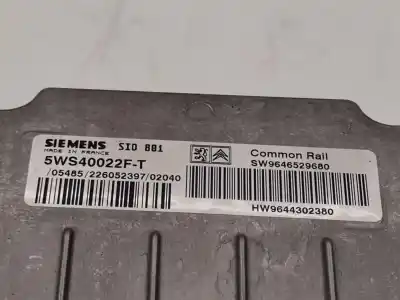 SIEMENS SID 801
MADE IN FRANCE
5WS40022F-T
/05485/226052397/02040
Common Rail
SW9646529680
HW9644302380